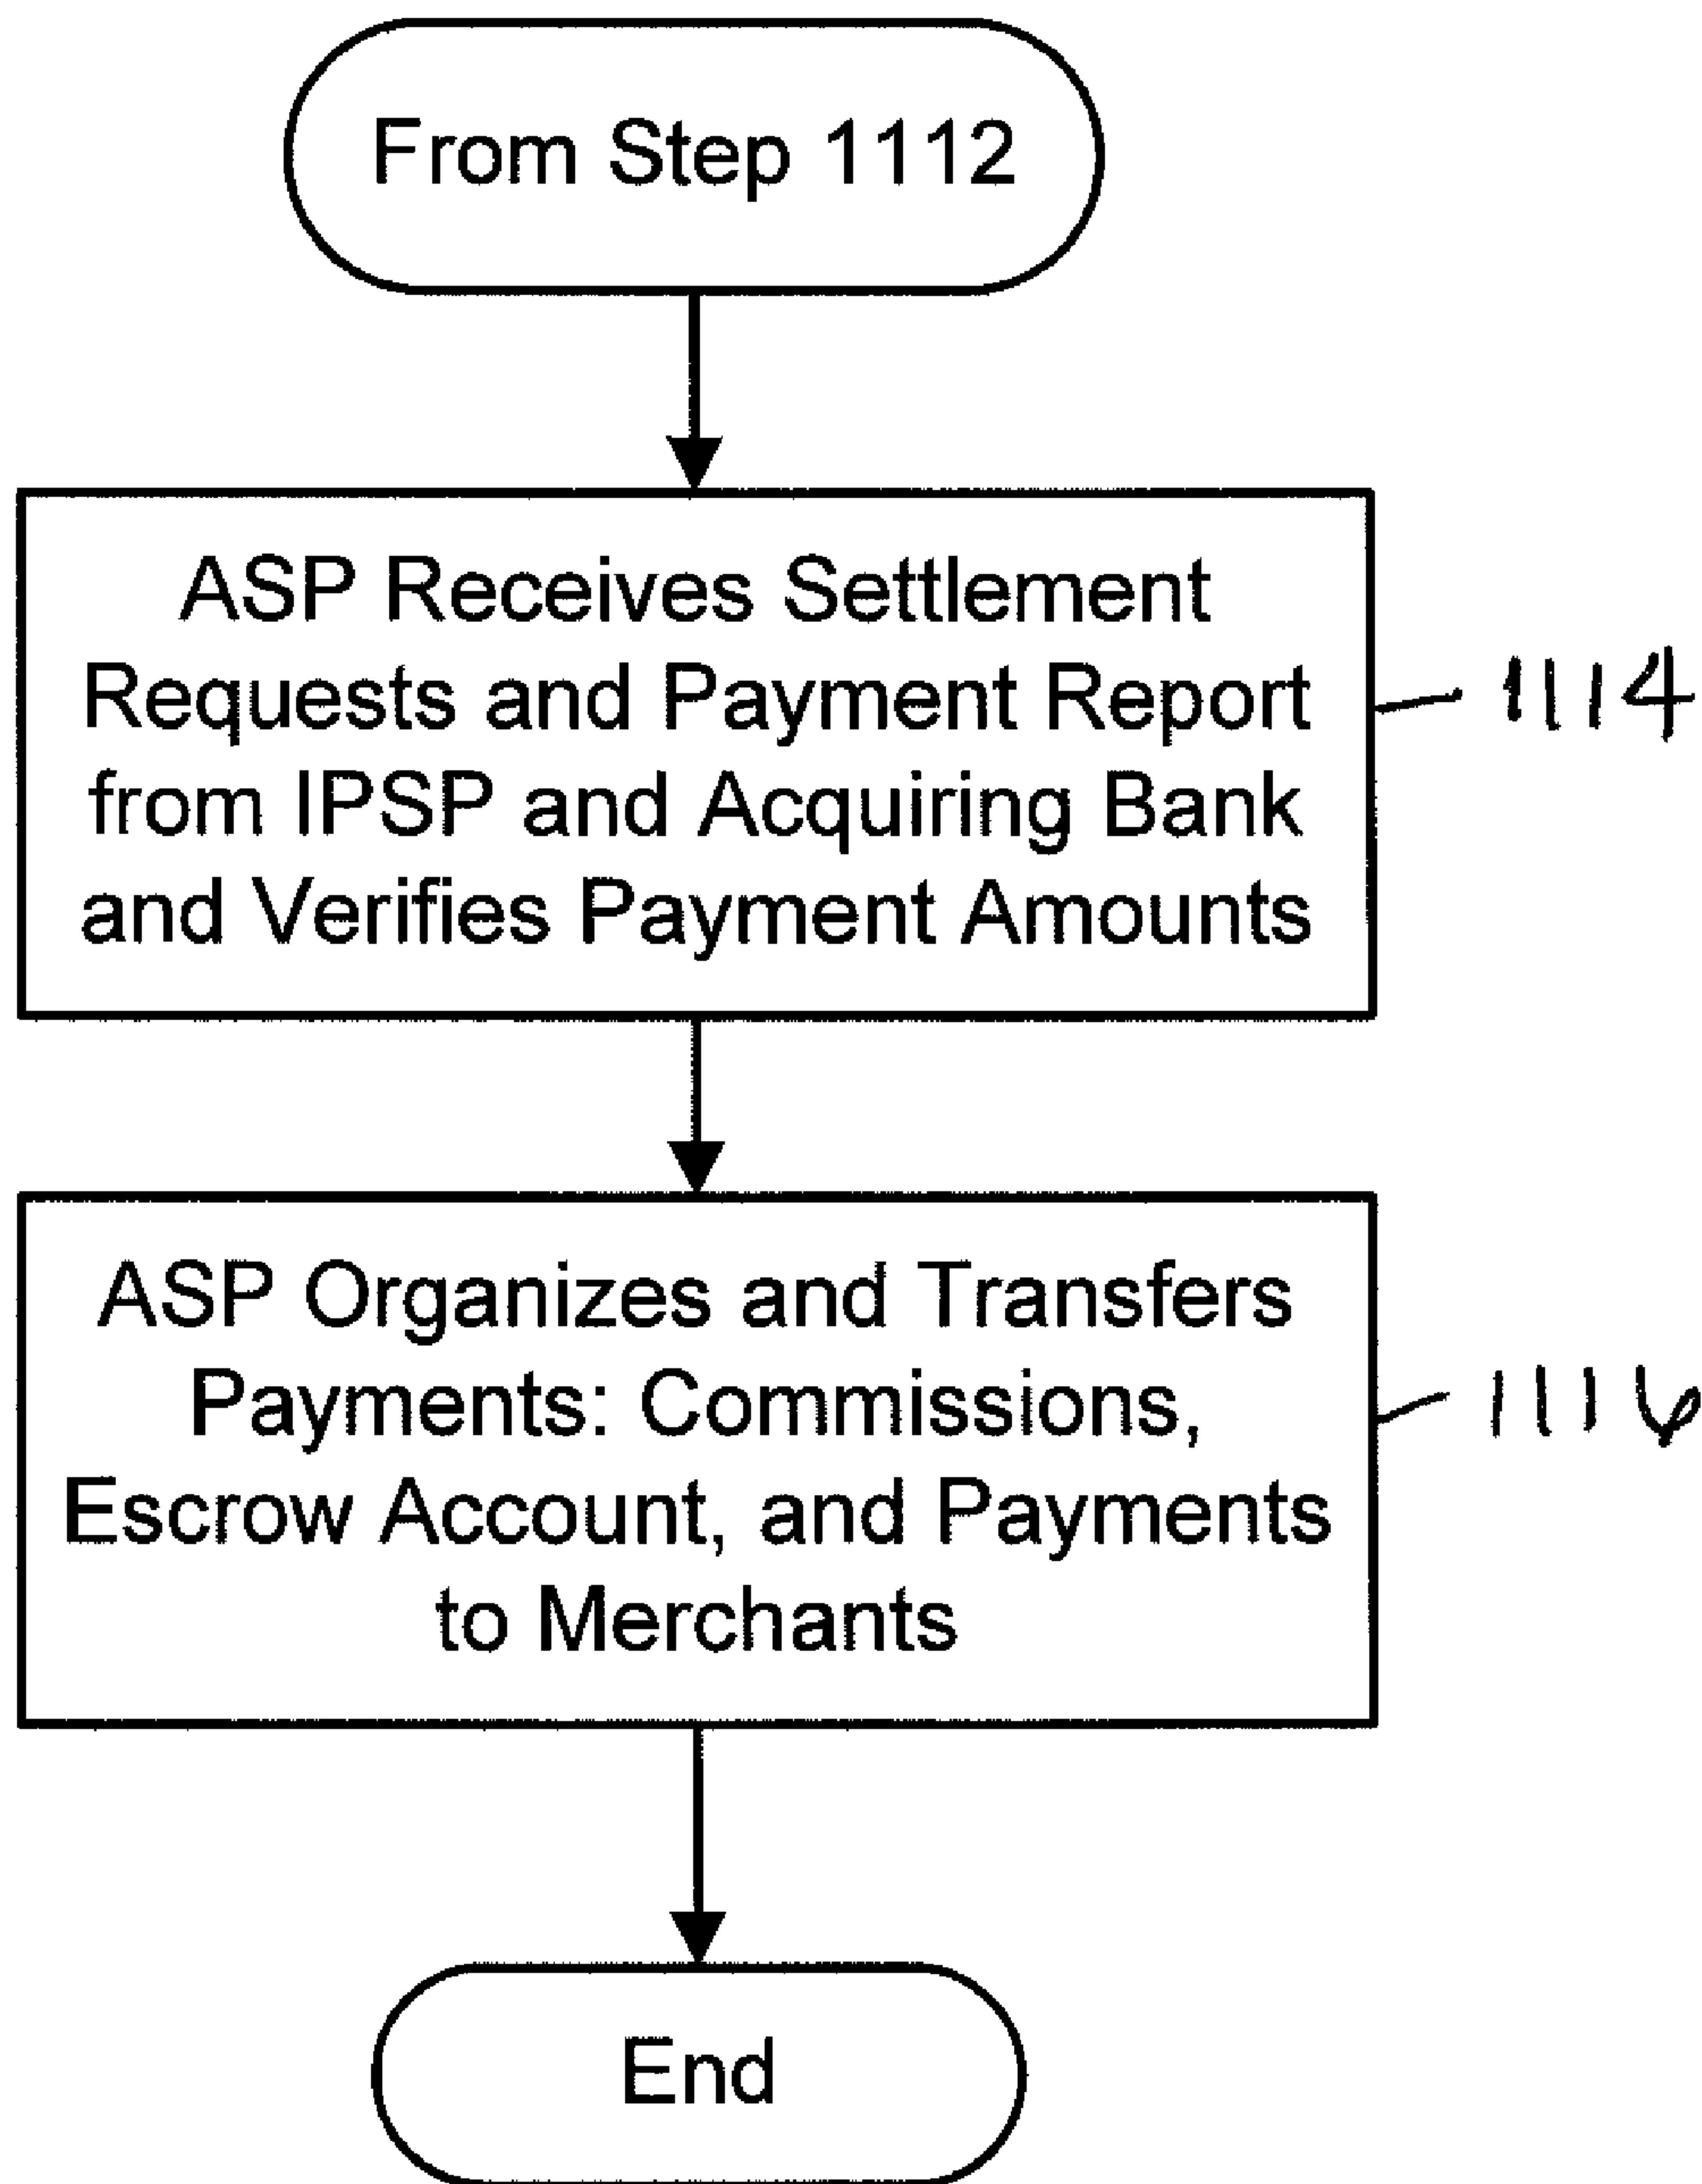 From Step 1112
ASP Receives Settlement
Requests and Payment Report
from IPSP and Acquiring Bank
and Verifies Payment Amounts
1114
ASP Organizes and Transfers
Payments: Commissions,
Escrow Account, and Payments
to Merchants
1116
End